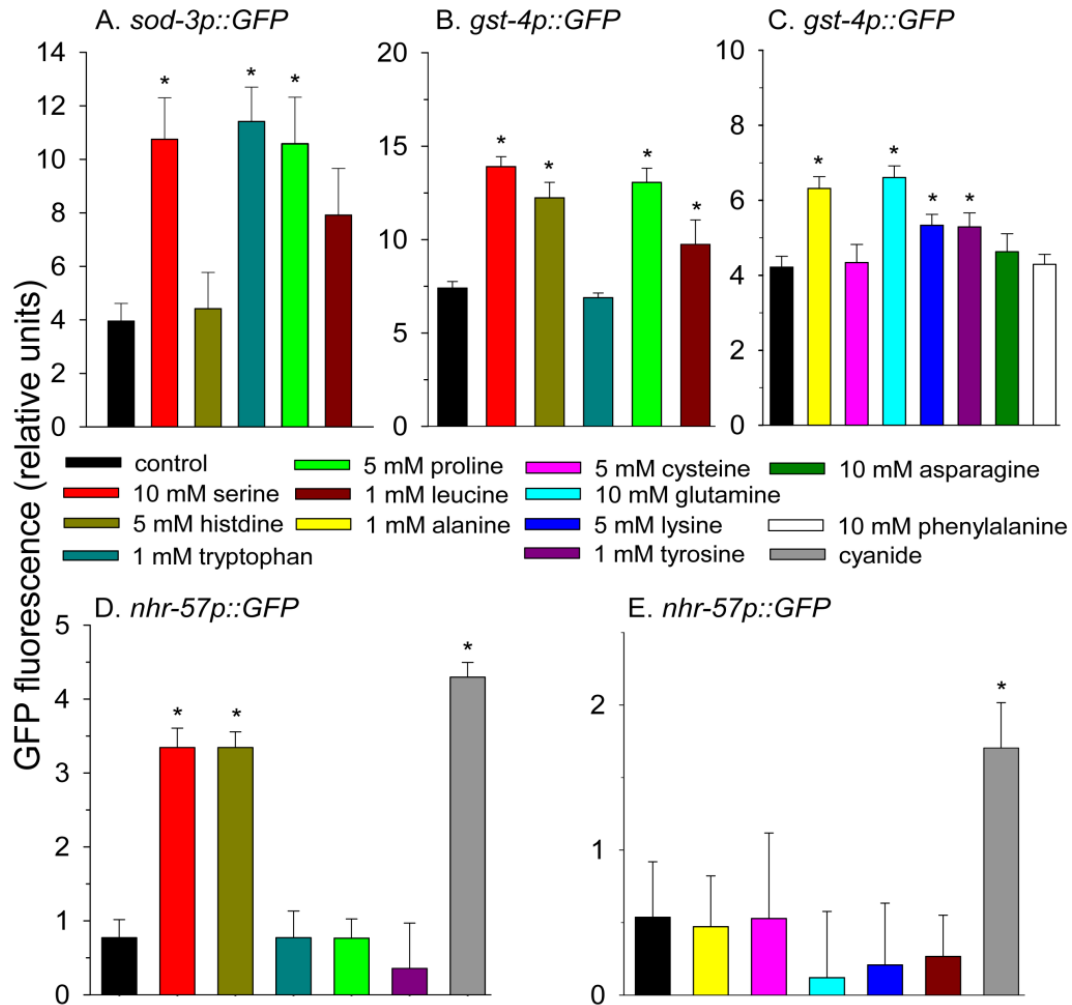 A. sod-3p::GFP
B. gst-4p::GFP
C. gst-4p::GFP
14
12
10
8
6
4
2
0
*
*
*
20
15
10
5
0
*
*
*
*
10
8
6
4
2
0
*
*
*
*
GFP fluorescence (relative units)
control
10 mM serine
5 mM histdine
1 mM tryptophan
5 mM proline
1 mM leucine
1 mM alanine
5 mM cysteine
10 mM glutamine
5 mM lysine
1 mM tyrosine
10 mM asparagine
10 mM phenylalanine
cyanide
D. nhr-57p::GFP
E. nhr-57p::GFP
5
4
3
2
1
0
*
*
*
2
1
0
*